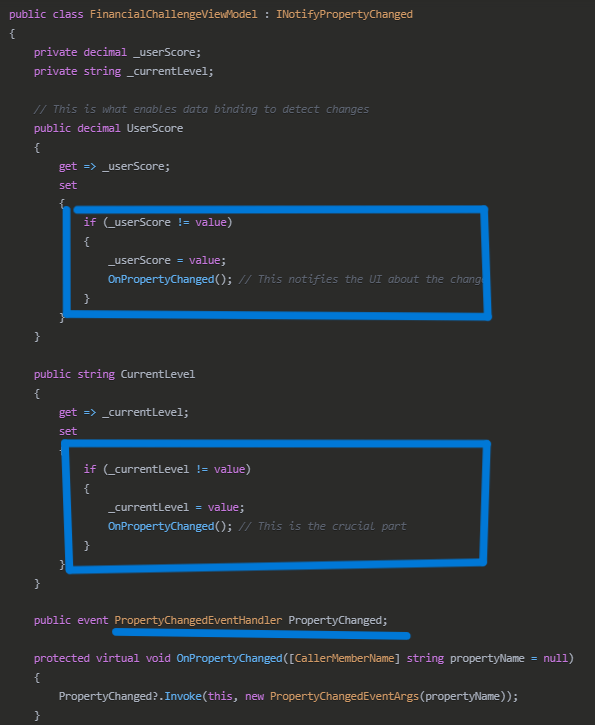 public class FinancialChallengeViewModel : INotifyPropertyChanged
{
private decimal _userScore;
private string _currentLevel;
// This is what enables data binding to detect changes
public decimal UserScore
{
get => _userScore;
set
{
if (_userScore != value)
{
_userScore = value;
OnPropertyChanged(); // This notifies the UI about the chang
}
}
}
public string CurrentLevel
{
get => _currentLevel;
set
{
if (_currentLevel != value)
{
_currentLevel = value;
OnPropertyChanged(); // This is the crucial part
}
}
}
public event PropertyChangedEventHandler PropertyChanged;
protected virtual void OnPropertyChanged([CallerMemberName] string propertyName = null)
{
PropertyChanged?.Invoke(this, new PropertyChangedEventArgs(propertyName));
}